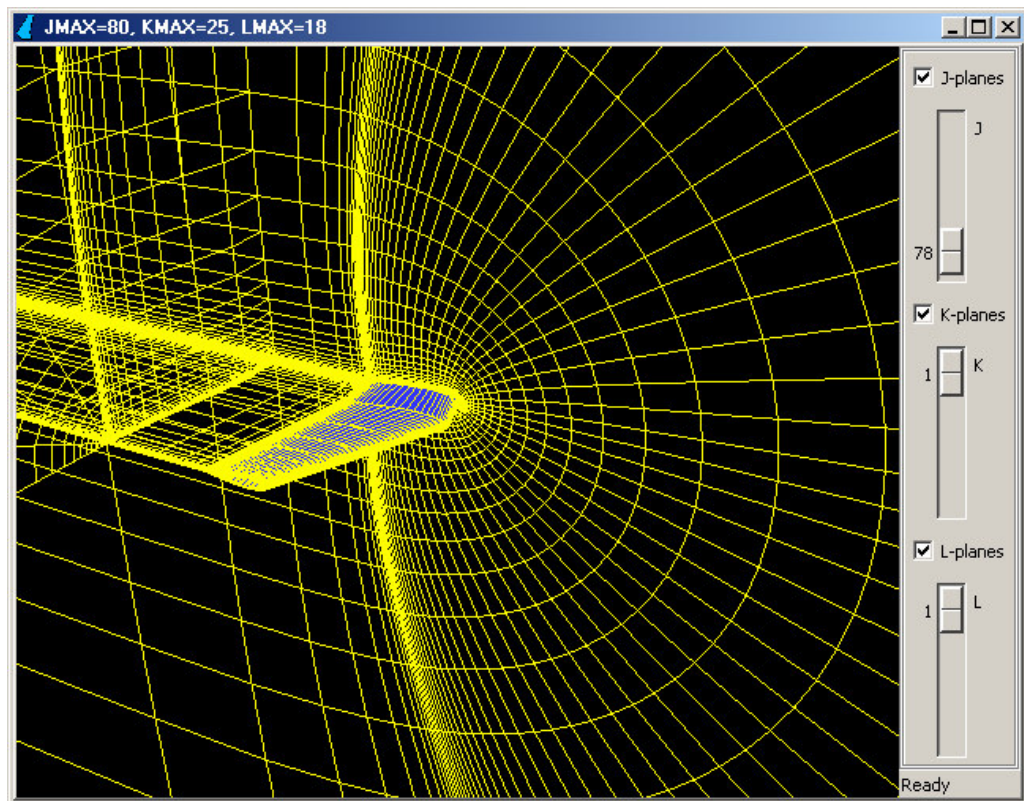 JMAX=80, KMAX=25, LMAX=18
J-planes
J
78
K-planes
K
1
L-planes
L
1
Ready